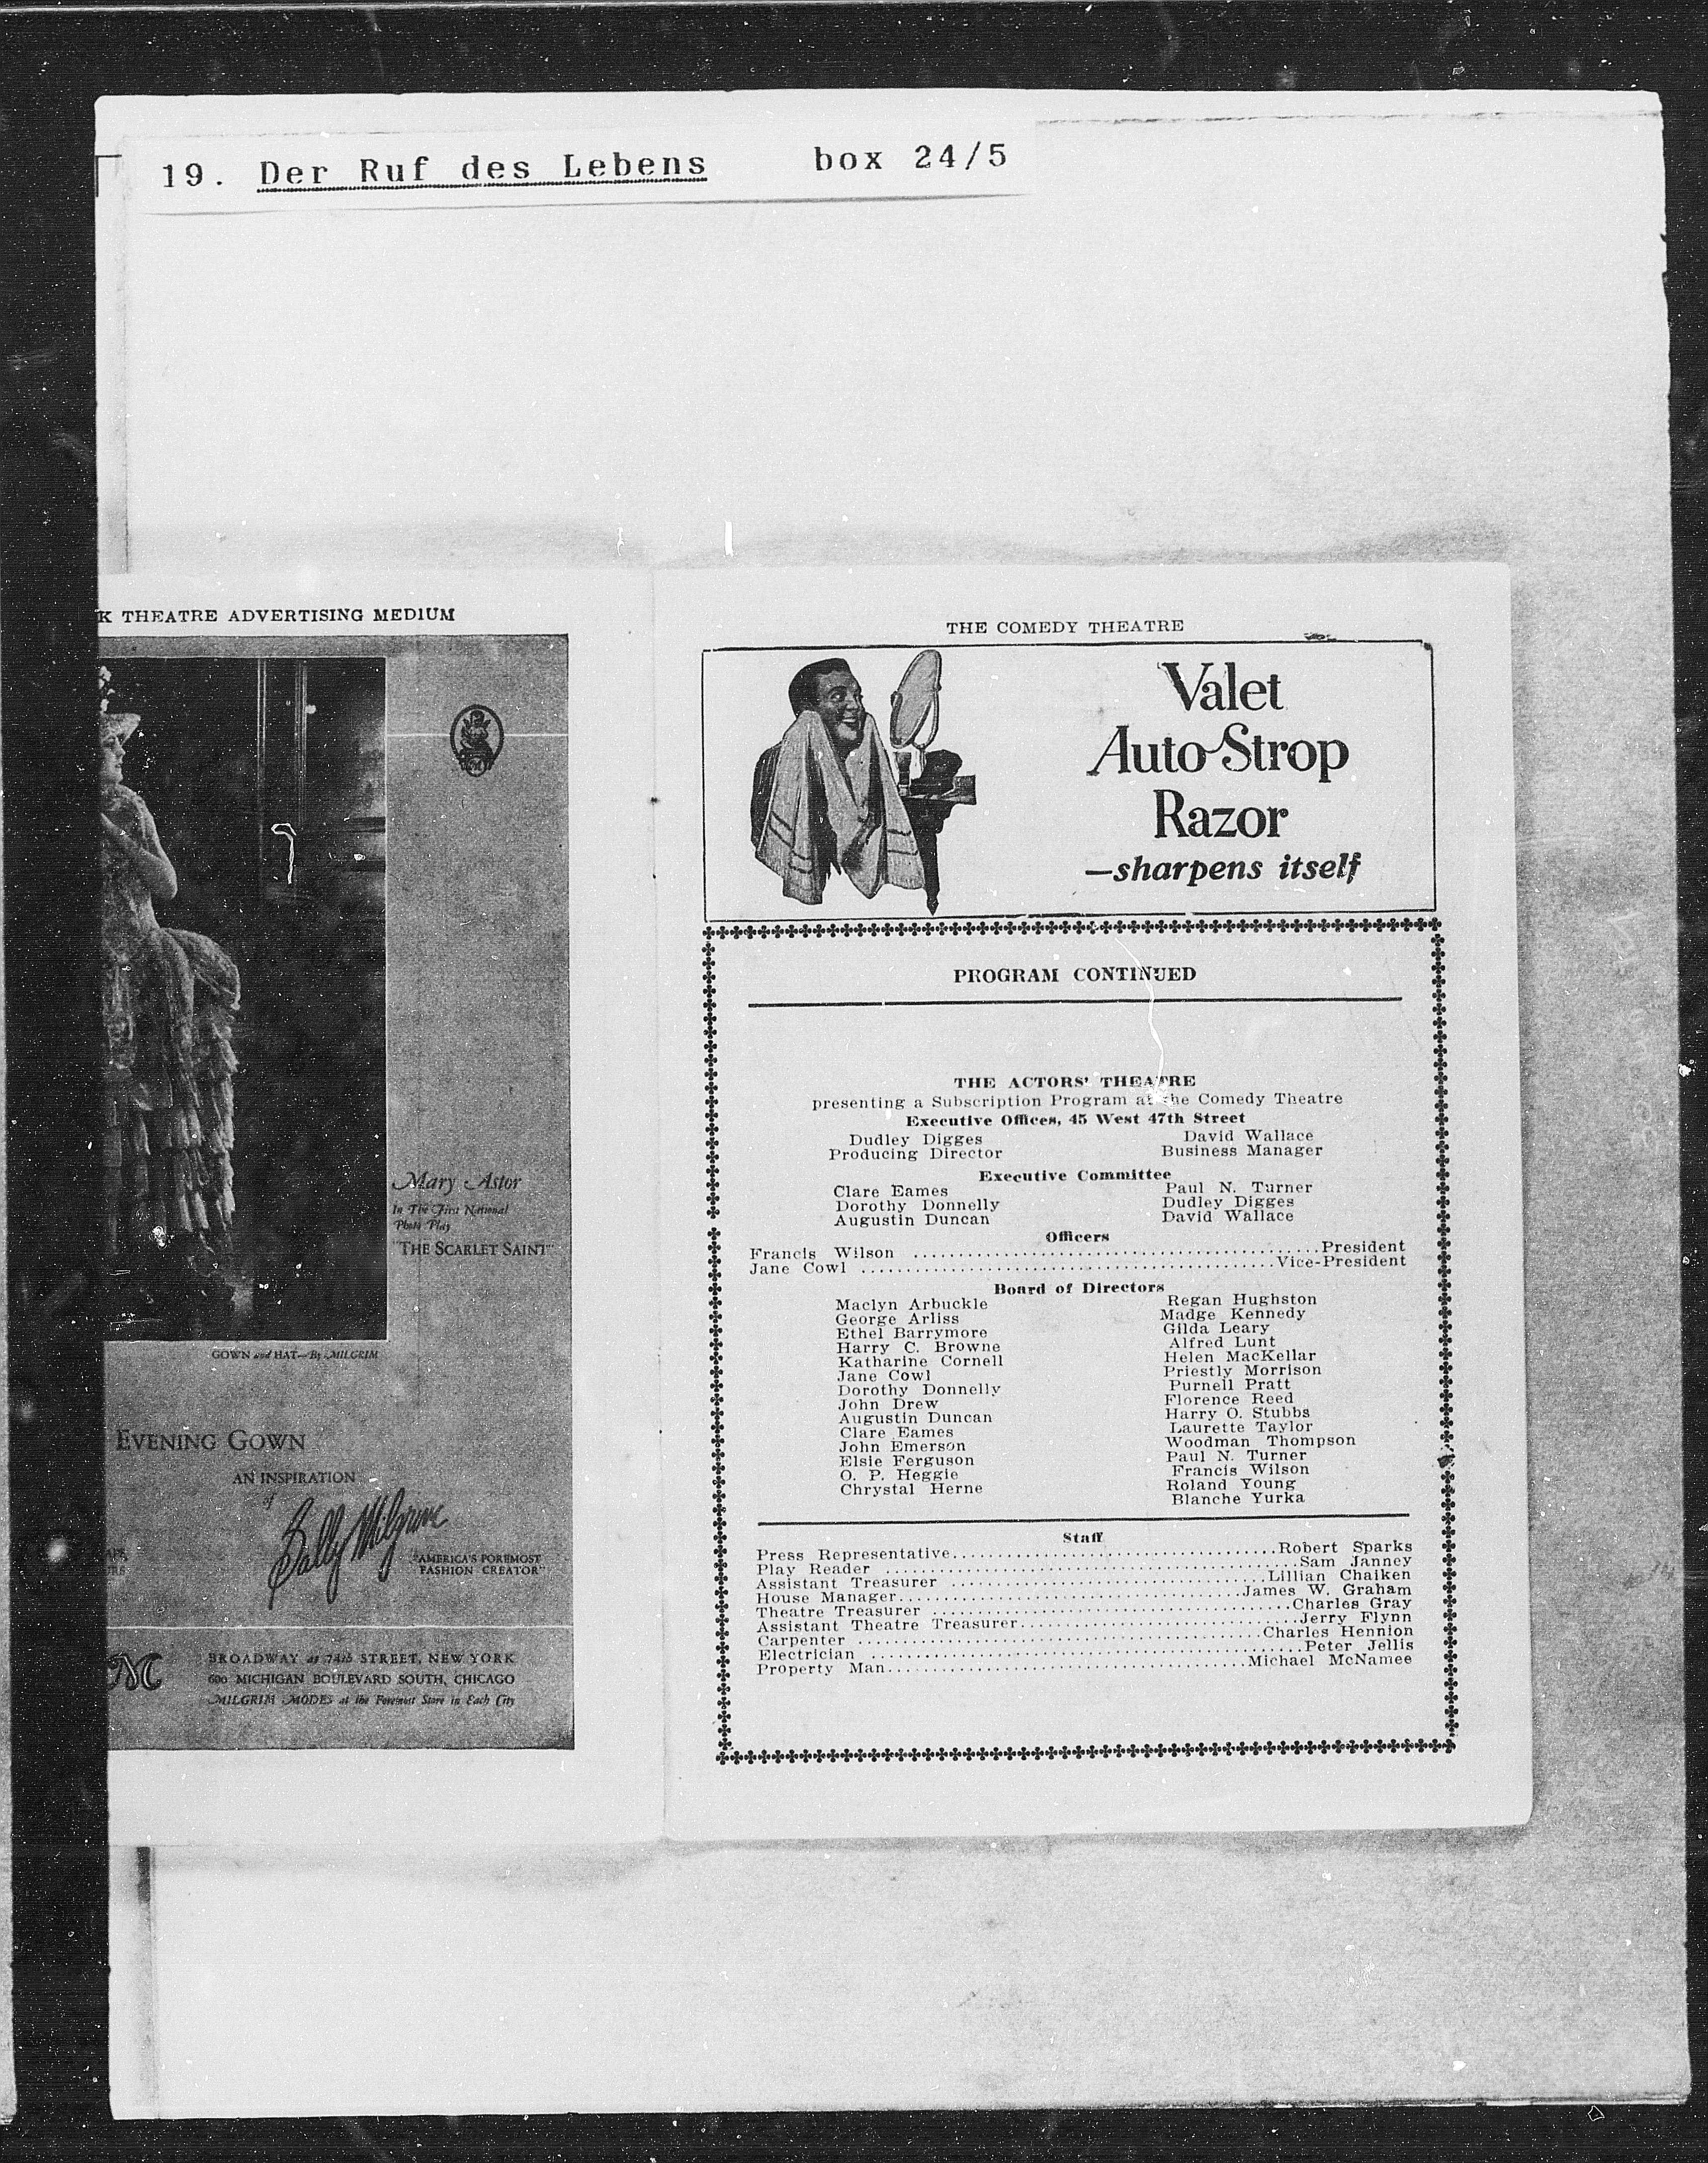 19. Der Ruf des Lebens box 24/5
K THEATRE ADVERTISING MEDIUM
Mary Astor
In The First National
Photo Play
"THE SCARLET SAINT"
GOWN and HAT—By MILGRIM
EVENING GOWN
AN INSPIRATION
of
Sally Milgrim
"AMERICA'S FOREMOST
FASHION CREATOR"
BROADWAY at 74th STREET, NEW YORK
600 MICHIGAN BOULEVARD SOUTH, CHICAGO
MILGRIM MODES at the Foremost Store in Each City
THE COMEDY THEATRE
Valet
Auto-Strop
Razor
—sharpens itself
PROGRAM CONTINUED
THE ACTORS' THEATRE
presenting a Subscription Program at the Comedy Theatre
Executive Offices, 45 West 47th Street
Dudley Digges David Wallace
Producing Director Business Manager
Executive Committee
Clare Eames Paul N. Turner
Dorothy Donnelly Dudley Digges
Augustin Duncan David Wallace
Officers
Francis Wilson ..........President
Jane Cowl ..........Vice-President
Board of Directors
Maclyn Arbuckle Regan Hughston
George Arliss Madge Kennedy
Ethel Barrymore Gilda Leary
Harry C. Browne Alfred Lunt
Katharine Cornell Helen MacKellar
Jane Cowl Priestly Morrison
Dorothy Donnelly Purnell Pratt
John Drew Florence Reed
Augustin Duncan Harry O. Stubbs
Clare Eames Laurette Taylor
John Emerson Woodman Thompson
Elsie Ferguson Paul N. Turner
O. P. Heggie Francis Wilson
Chrystal Herne Roland Young
Blanche Yurka
Staff
Press Representative..........Robert Sparks
Play Reader ..........Sam Janney
Assistant Treasurer ..........Lillian Chaiken
House Manager..........James W. Graham
Theatre Treasurer ..........Charles Gray
Assistant Theatre Treasurer..........Jerry Flynn
Carpenter ..........Charles Hennion
Electrician ..........Peter Jellis
Property Man..........Michael McNamee